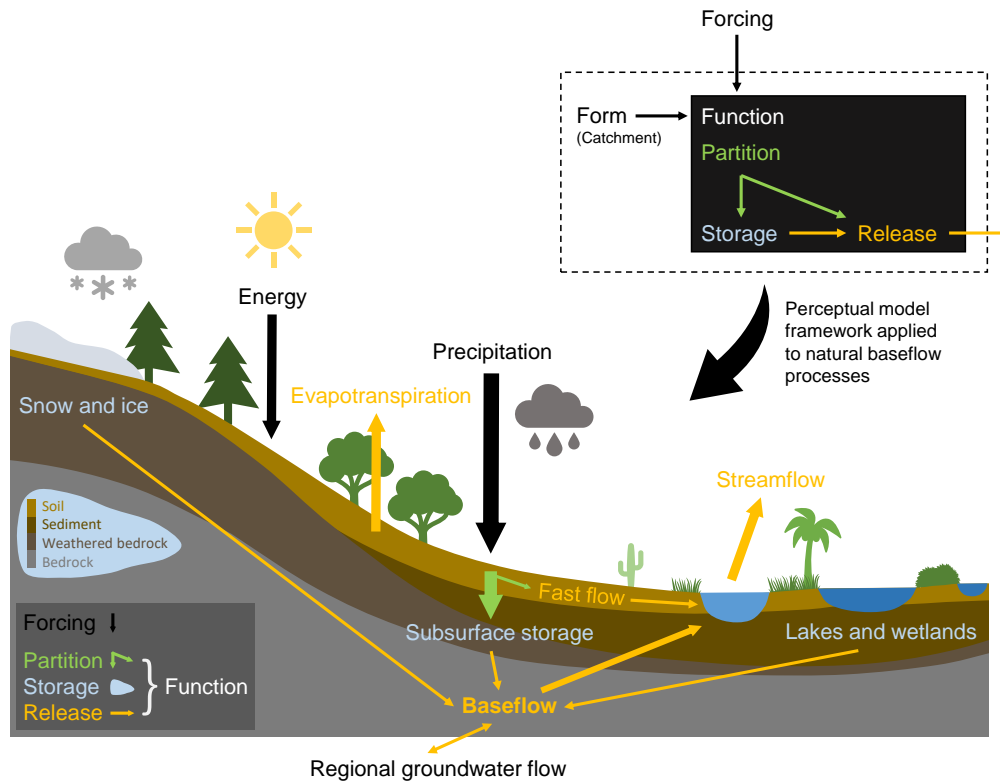 Forcing
Form
(Catchment)
Function
Partition
Storage
Release
Perceptual model
framework applied
to natural baseflow
processes
Energy
Precipitation
Evapotranspiration
Snow and ice
Streamflow
Soil
Sediment
Weathered bedrock
Bedrock
Fast flow
Subsurface storage
Lakes and wetlands
Forcing
Partition
Storage
Release
Function
Baseflow
Regional groundwater flow